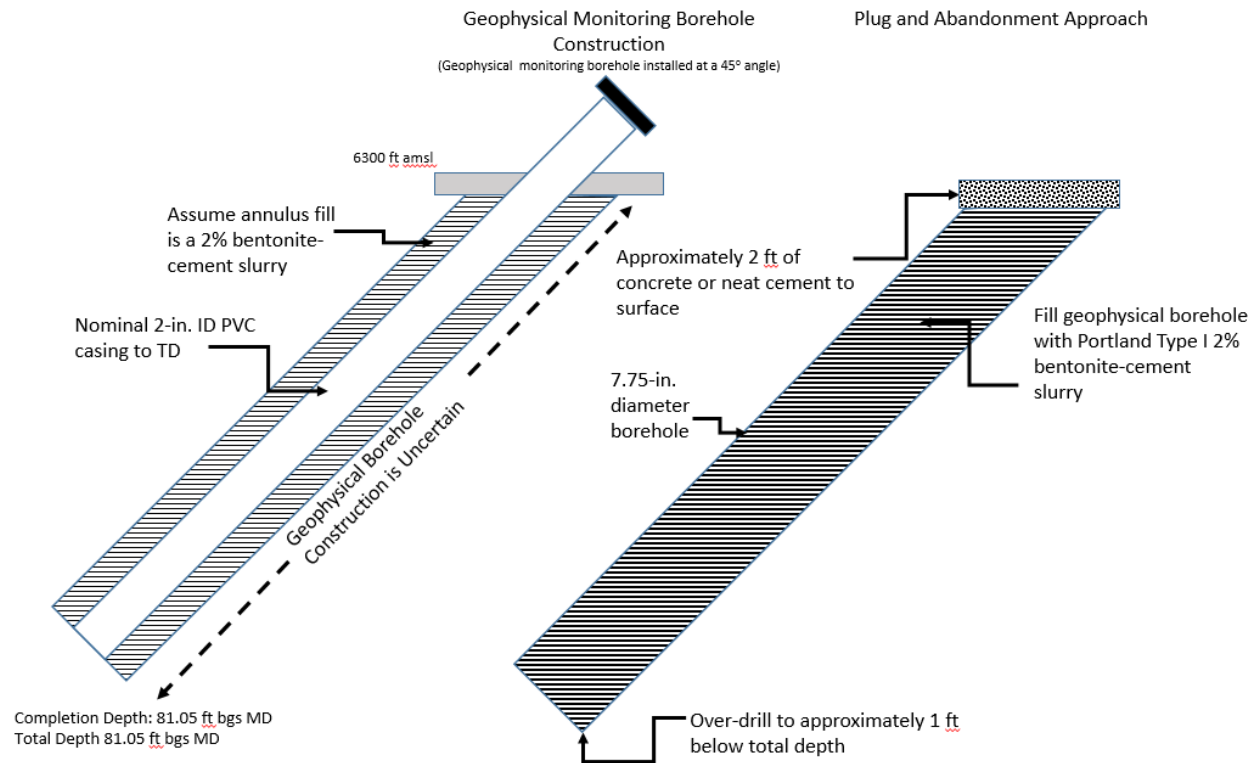 Geophysical Monitoring Borehole
Construction
(Geophysical monitoring borehole installed at a 45° angle)
Plug and Abandonment Approach
6300 ft amsl
Assume annulus fill
is a 2% bentonite-
cement slurry
Nominal 2-in. ID PVC
casing to TD
Geophysical Borehole
Construction is Uncertain
Completion Depth: 81.05 ft bgs MD
Total Depth 81.05 ft bgs MD
Approximately 2 ft of
concrete or neat cement to
surface
7.75-in.
diameter
borehole
Fill geophysical borehole
with Portland Type I 2%
bentonite-cement
slurry
Over-drill to approximately 1 ft
below total depth